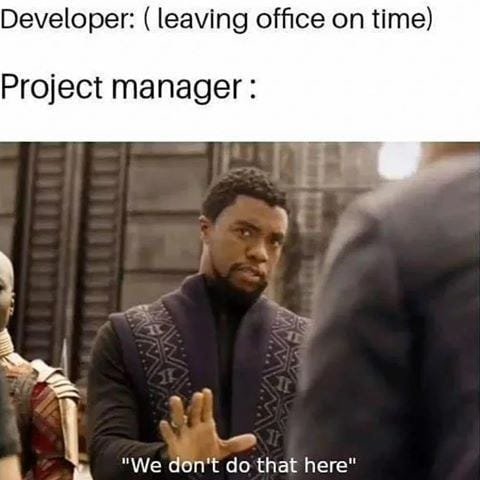 Developer: ( leaving office on time)
Project manager :
"We don't do that here"